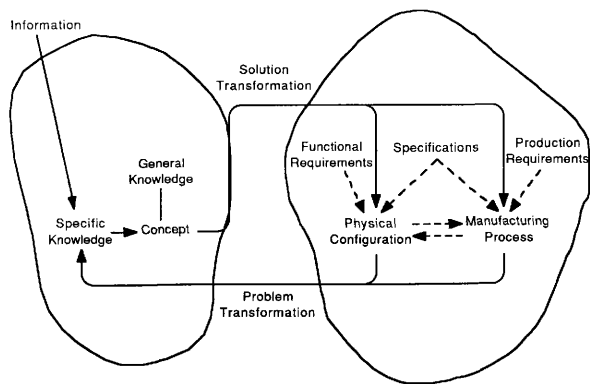 Information
Solution
Transformation
Functional
Requirements
Specifications
Production
Requirements
General
Knowledge
Specific
Knowledge
Concept
Physical
Configuration
Manufacturing
Process
Problem
Transformation